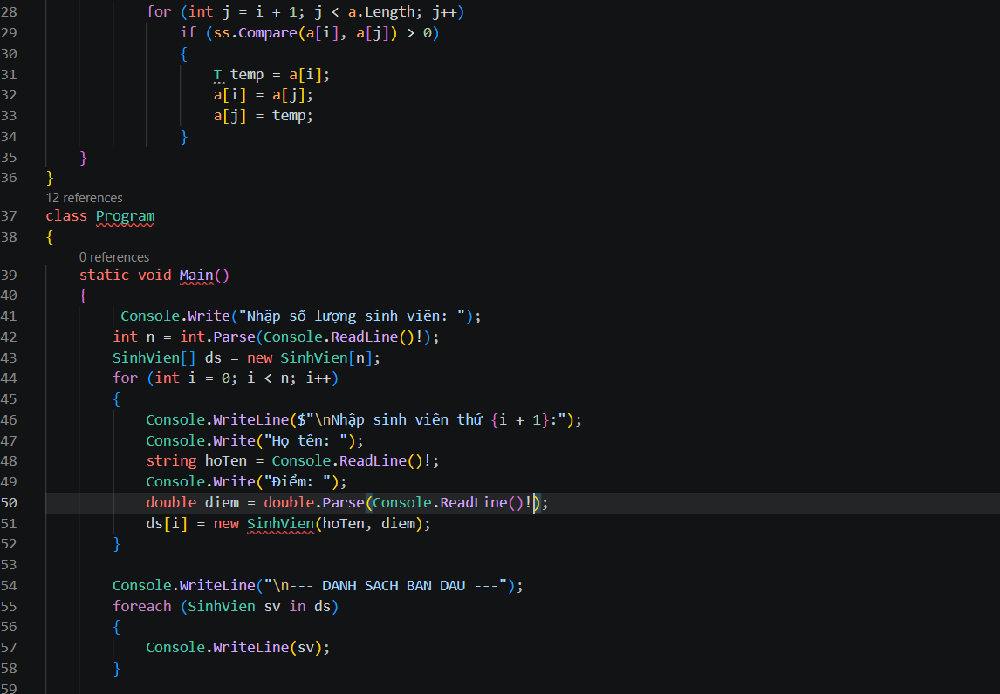 28 for (int j = i + 1; j < a.Length; j++)
29 if (ss.Compare(a[i], a[j]) > 0)
30 {
31 T temp = a[i];
32 a[i] = a[j];
33 a[j] = temp;
34 }
35 }
36 }
12 references
37 class Program
38 {
0 references
39 static void Main()
40 {
41 Console.Write("Nhập số lượng sinh viên: ");
42 int n = int.Parse(Console.ReadLine()!);
43 SinhVien[] ds = new SinhVien[n];
44 for (int i = 0; i < n; i++)
45 {
46 Console.WriteLine($"\nNhập sinh viên thứ {i + 1}:");
47 Console.Write("Họ tên: ");
48 string hoTen = Console.ReadLine()!;
49 Console.Write("Điểm: ");
50 double diem = double.Parse(Console.ReadLine()!);
51 ds[i] = new SinhVien(hoTen, diem);
52 }
53
54 Console.WriteLine("\n--- DANH SACH BAN DAU ---");
55 foreach (SinhVien sv in ds)
56 {
57 Console.WriteLine(sv);
58 }
59